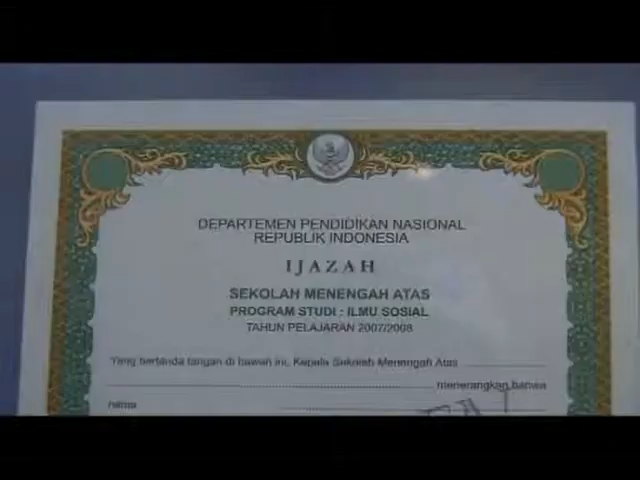 DEPARTEMEN PENDIDIKAN NASIONAL
REPUBLIK INDONESIA
IJAZAH
SEKOLAH MENENGAH ATAS
PROGRAM STUDI : ILMU SOSIAL
TAHUN PELAJARAN 2007/2008
Yang bertanda tangan di bawah ini, Kepala Sekolah Menengah Atas
menerangkan bahwa
nama